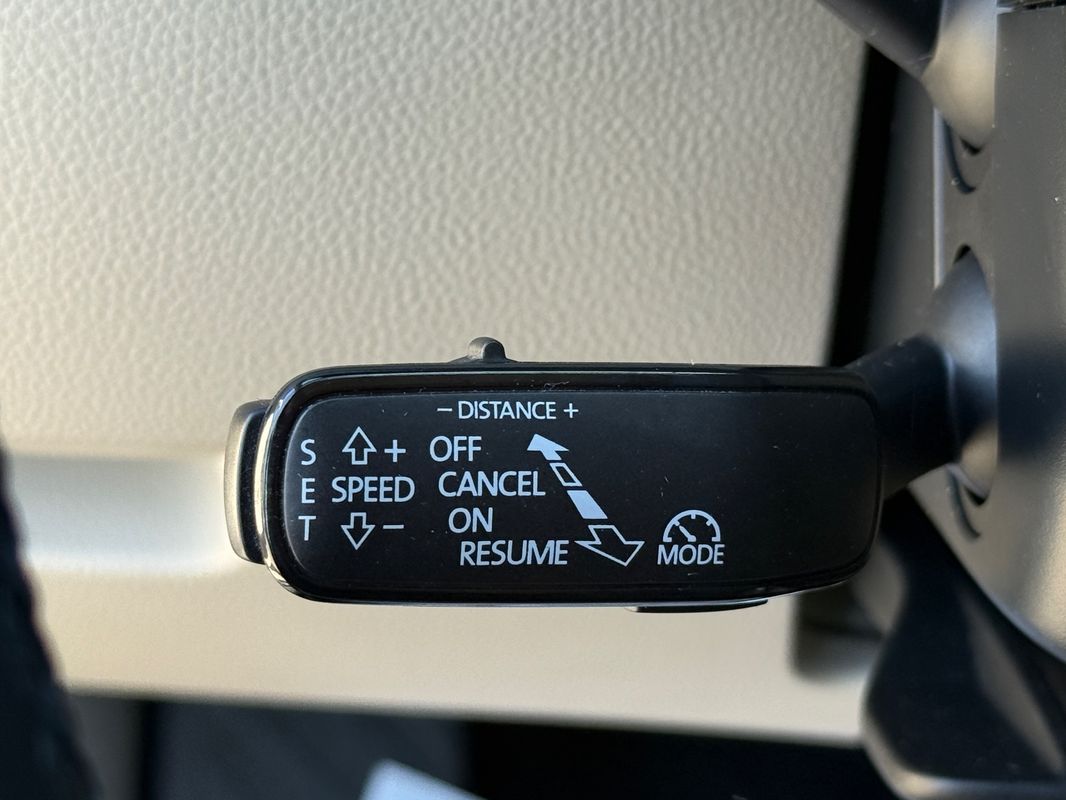 – DISTANCE +
S + OFF
E SPEED CANCEL
T – ON
RESUME MODE